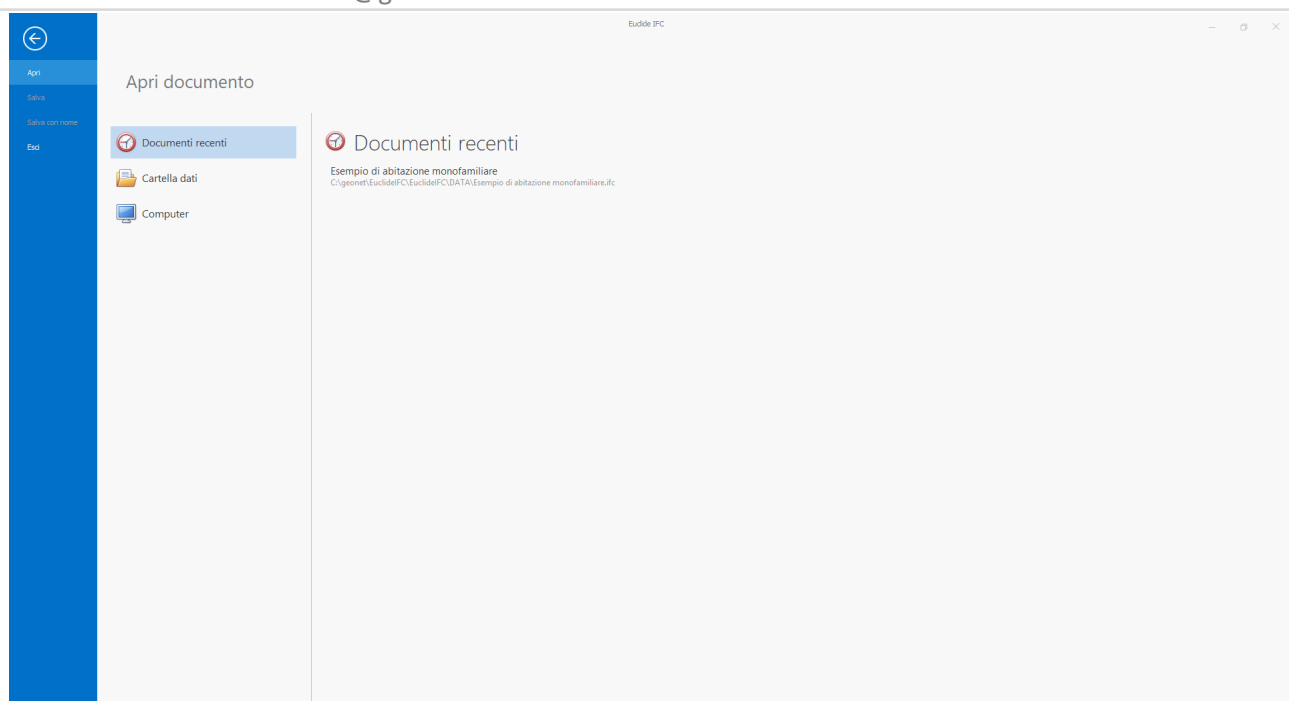 Euclide IFC
Apri
Salva
Salva con nome
Esci
Apri documento
Documenti recenti
Cartella dati
Computer
Documenti recenti
Esempio di abitazione monofamiliare
C:\geonet\EuclideIFC\EuclideIFC\DATA\Esempio di abitazione monofamiliare.ifc